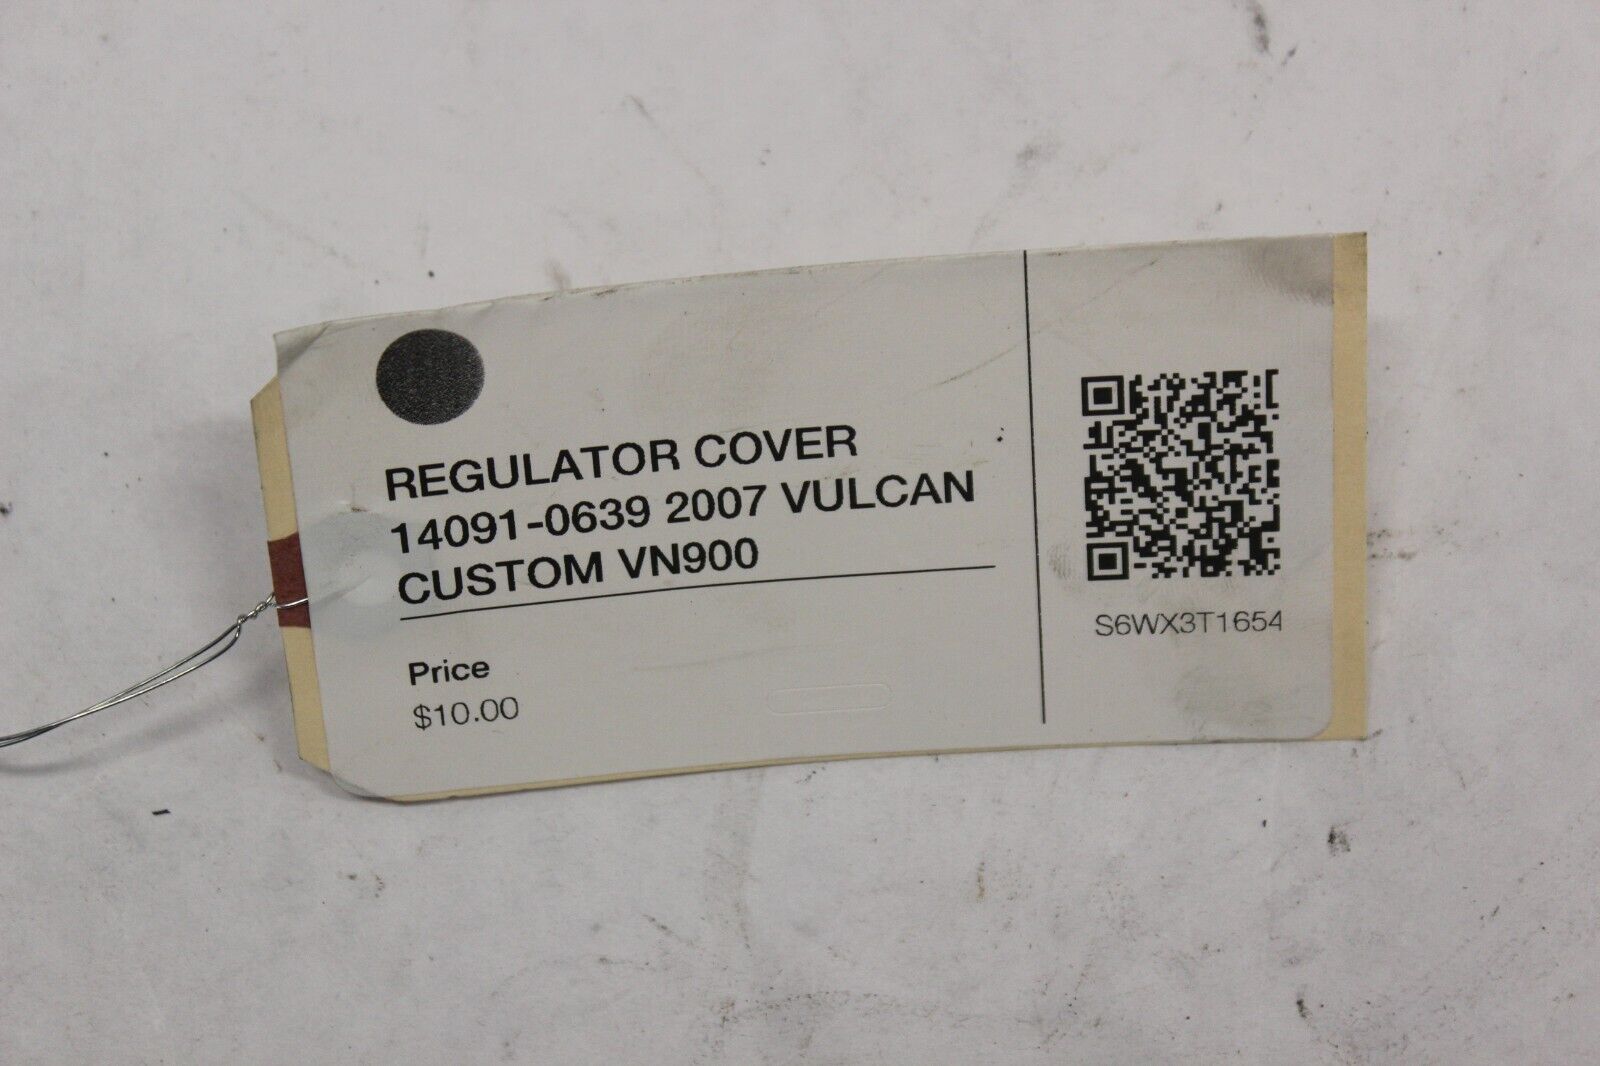 REGULATOR COVER
14091-0639 2007 VULCAN
CUSTOM VN900
Price
$10.00
S6WX3T1654